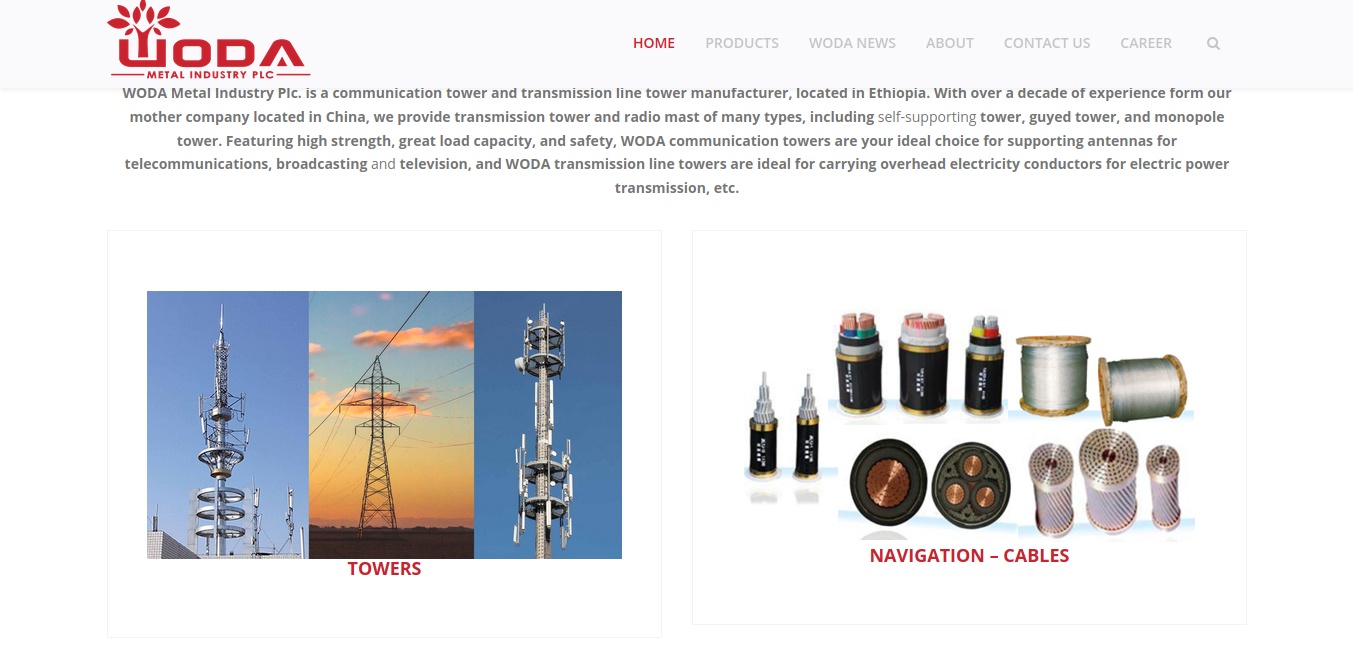 WODA
METAL INDUSTRY PLC
HOME PRODUCTS WODA NEWS ABOUT CONTACT US CAREER
WODA Metal Industry Plc. is a communication tower and transmission line tower manufacturer, located in Ethiopia. With over a decade of experience form our
mother company located in China, we provide transmission tower and radio mast of many types, including self-supporting tower, guyed tower, and monopole
tower. Featuring high strength, great load capacity, and safety, WODA communication towers are your ideal choice for supporting antennas for
telecommunications, broadcasting and television, and WODA transmission line towers are ideal for carrying overhead electricity conductors for electric power
transmission, etc.
TOWERS
NAVIGATION – CABLES